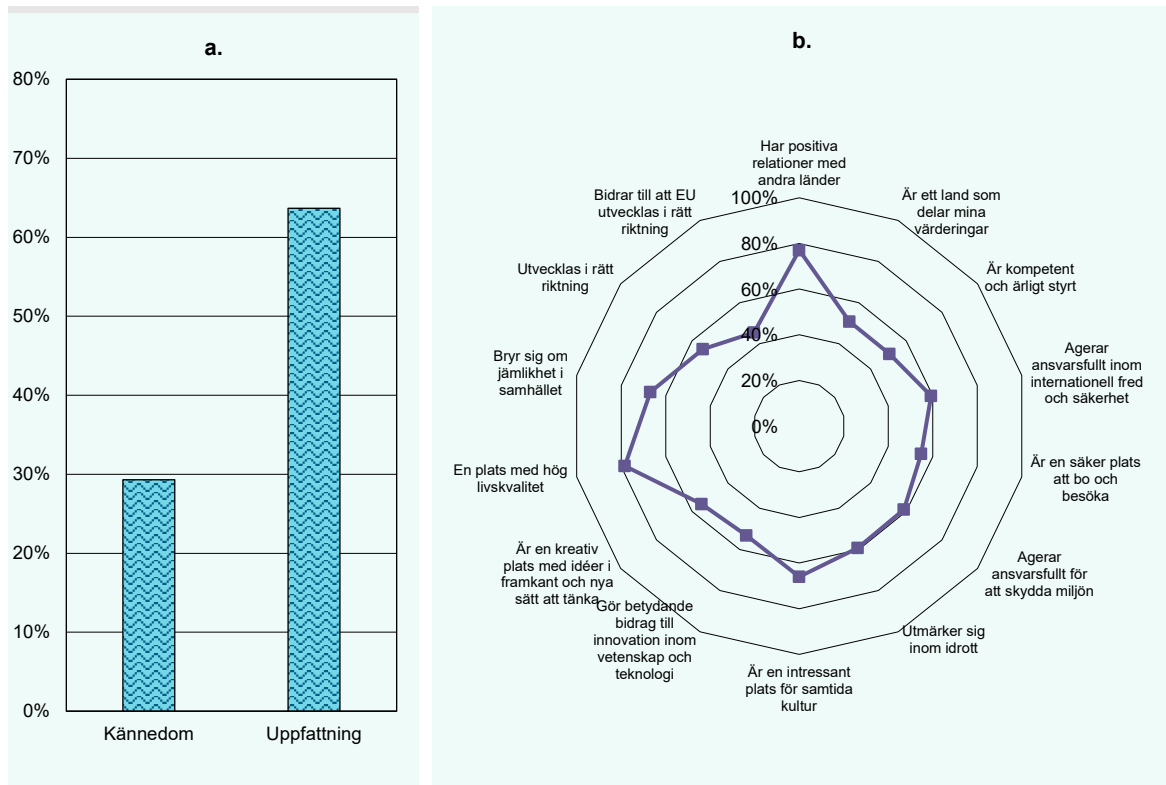 a.
80%
70%
60%
50%
40%
30%
20%
10%
0%
Kännedom
Uppfattning
b.
Har positiva
relationer med
andra länder
Är ett land som
delar mina
värderingar
Är kompetent
och ärligt styrt
Agerar
ansvarsfullt inom
internationell fred
och säkerhet
Är en säker plats
att bo och
besöka
Agerar
ansvarsfullt för
att skydda miljön
Utmärker sig
inom idrott
Är en intressant
plats för samtida
kultur
Gör betydande
bidrag till
innovation inom
vetenskap och
teknologi
Är en kreativ
plats med idéer i
framkant och nya
sätt att tänka
En plats med hög
livskvalitet
Bryr sig om
jämlikhet i
samhället
Utvecklas i rätt
riktning
Bidrar till att EU
utvecklas i rätt
riktning
100%
80%
60%
40%
20%
0%